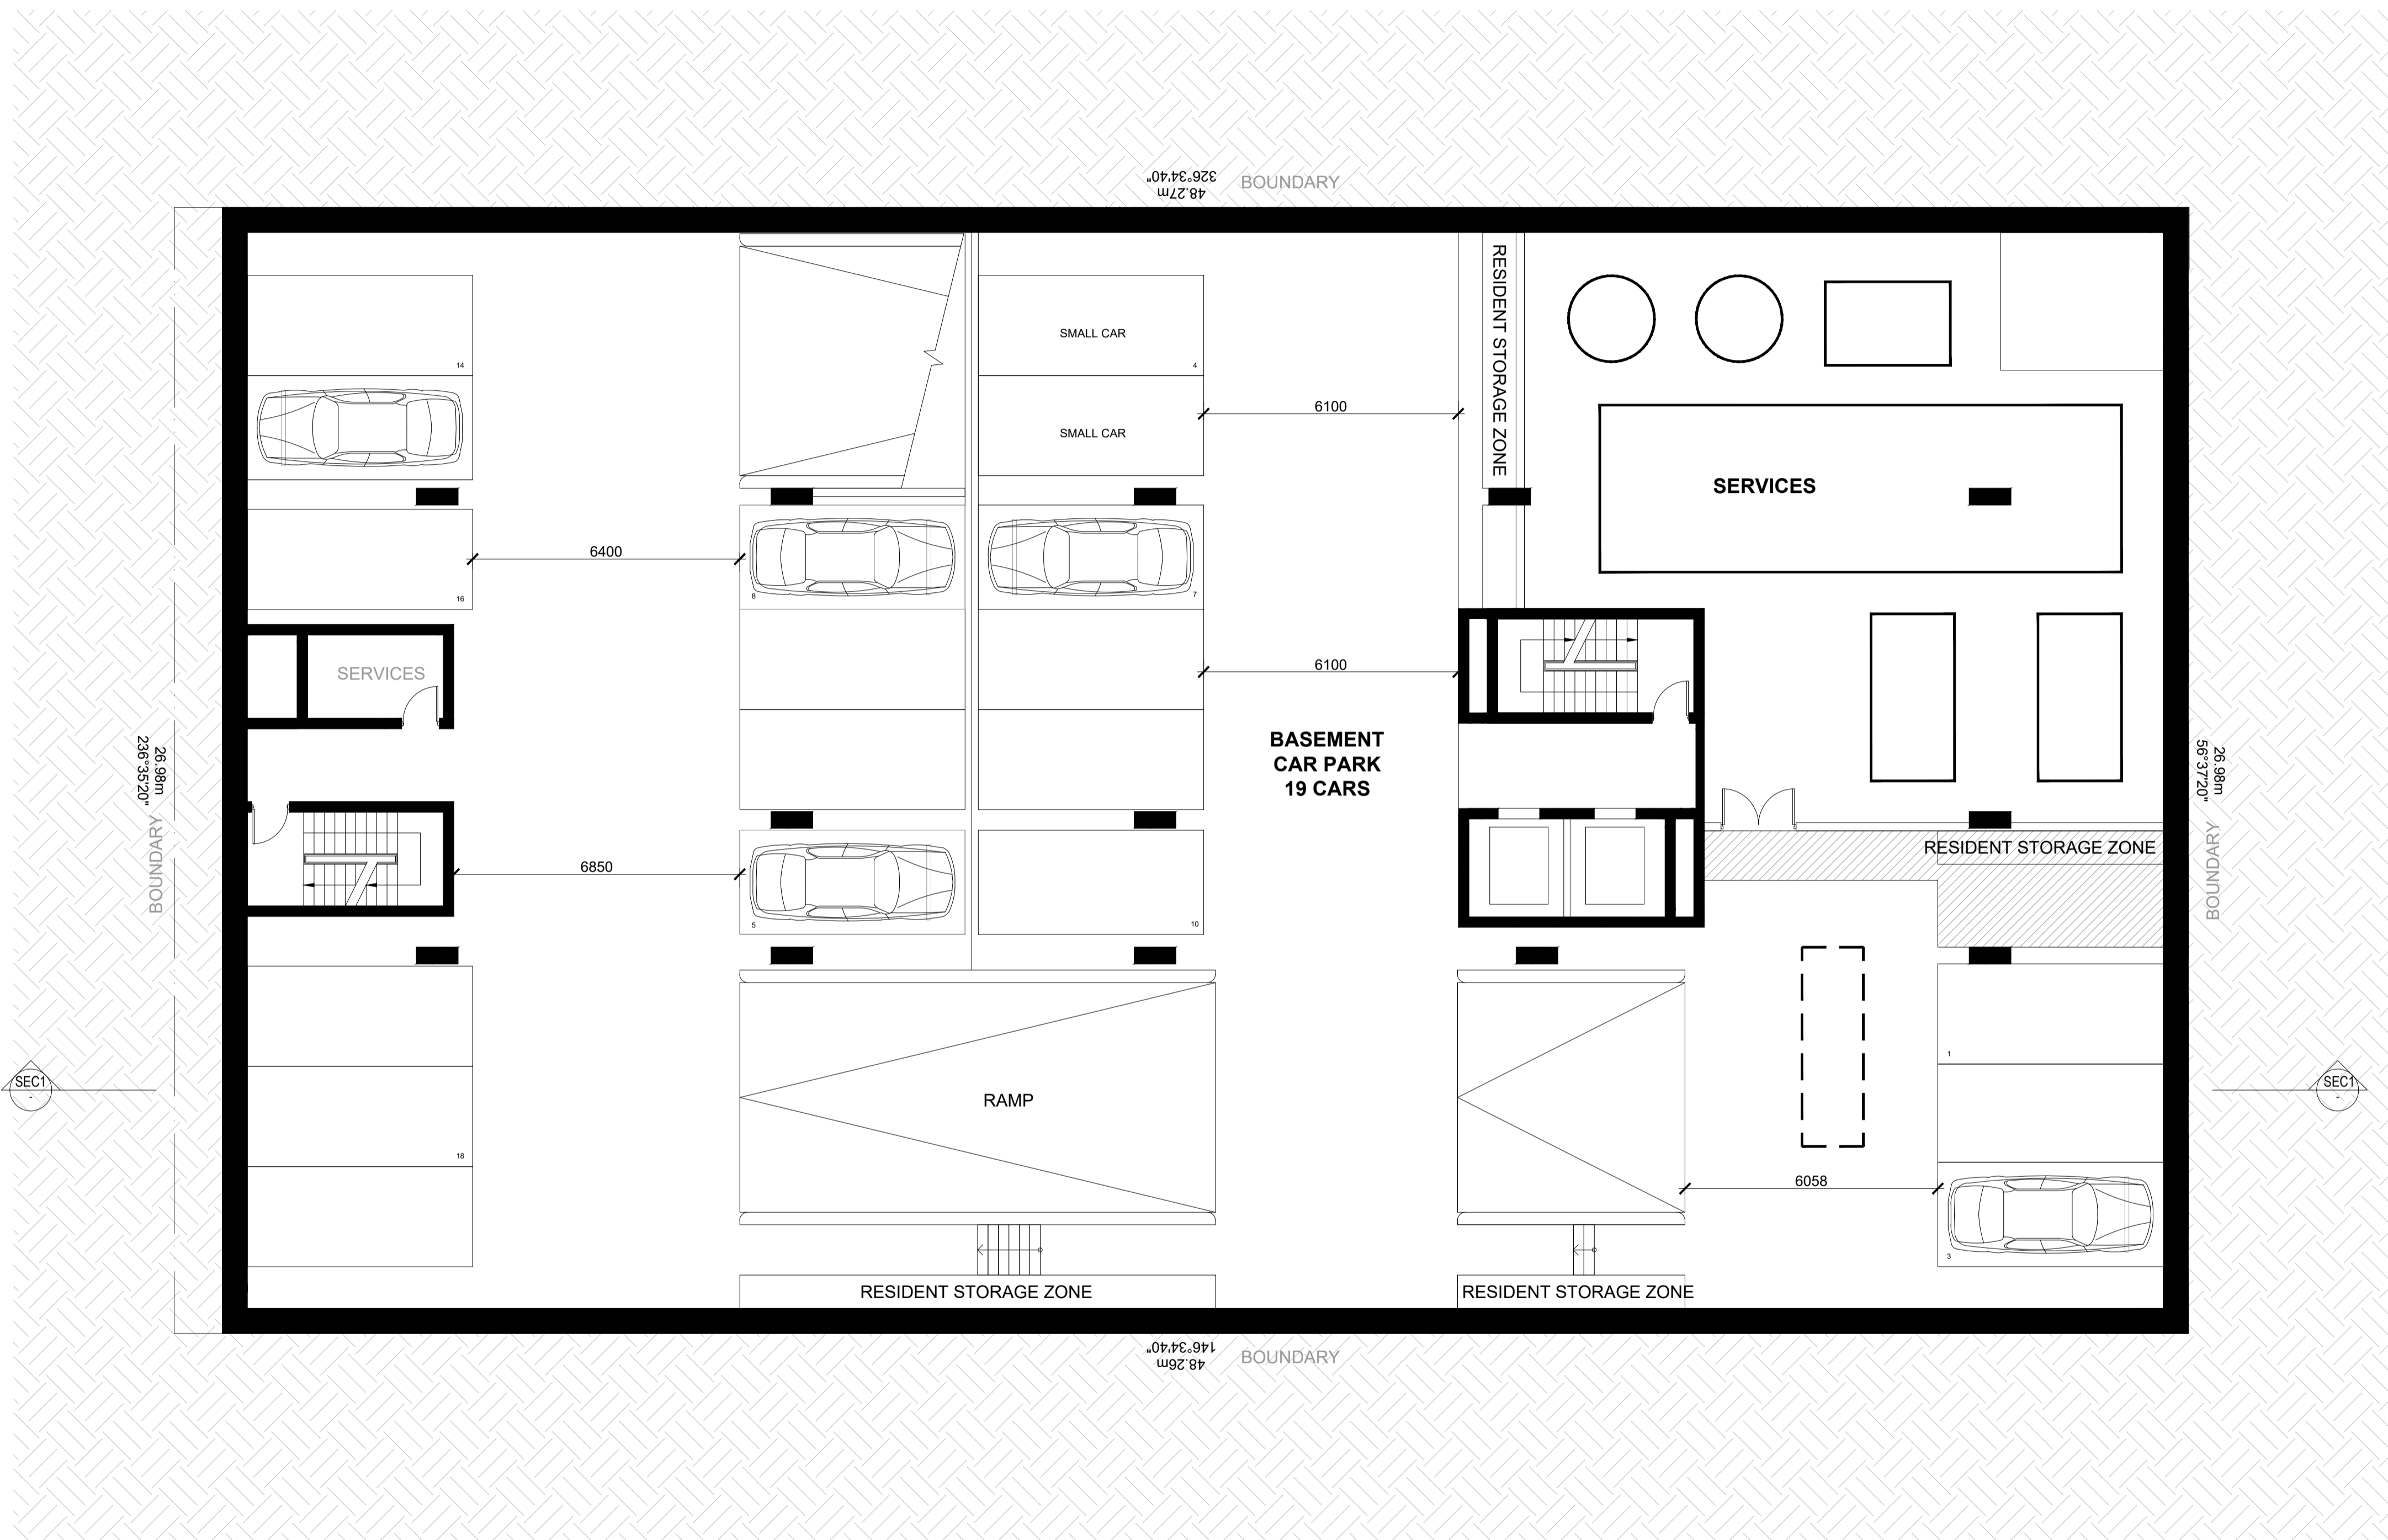 326°34'40"
48.27m
BOUNDARY
RESIDENT STORAGE ZONE
SMALL CAR
14
4
6100
SMALL CAR
SERVICES
6400
8
7
16
6100
SERVICES
BASEMENT
CAR PARK
19 CARS
26.98m
236°35'20"
BOUNDARY
26.98m
56°37'20"
BOUNDARY
RESIDENT STORAGE ZONE
6850
5
10
1
SEC1
-
SEC1
-
RAMP
18
6058
3
RESIDENT STORAGE ZONE
RESIDENT STORAGE ZONE
146°34'40"
48.26m
BOUNDARY